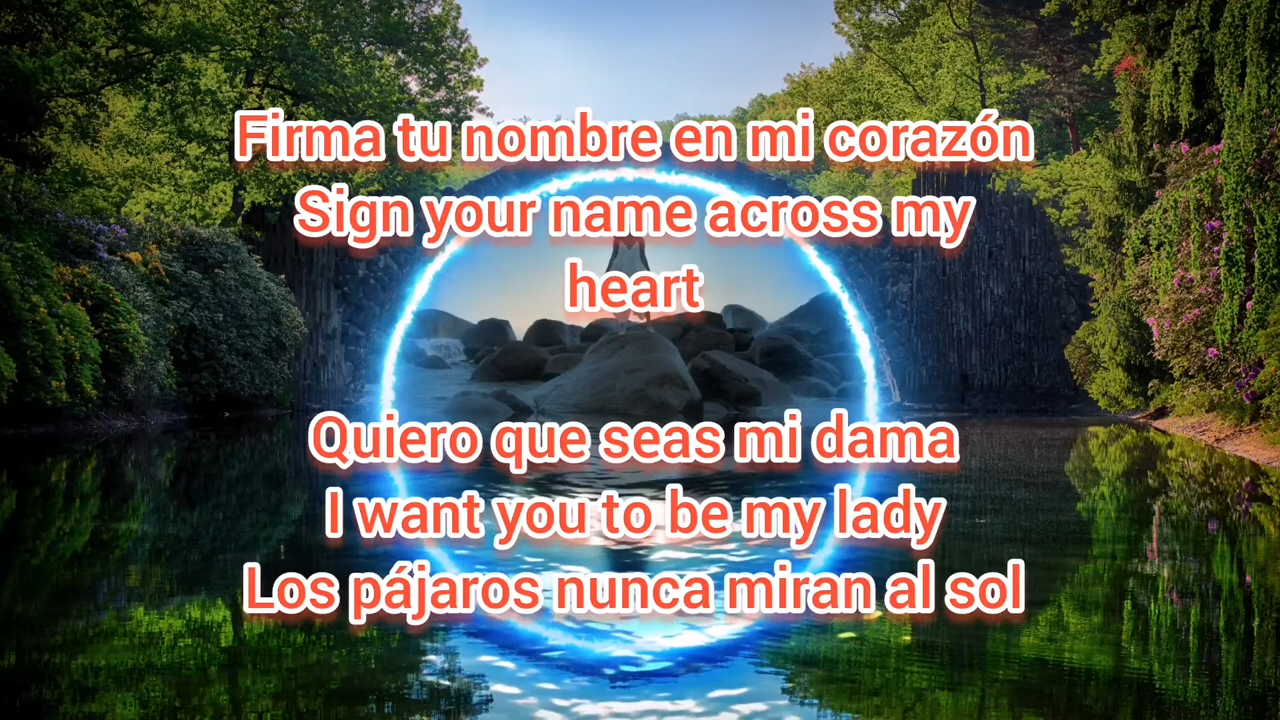 Firma tu nombre en mi corazón
Sign your name across my
heart
Quiero que seas mi dama
I want you to be my lady
Los pájaros nunca miran al sol